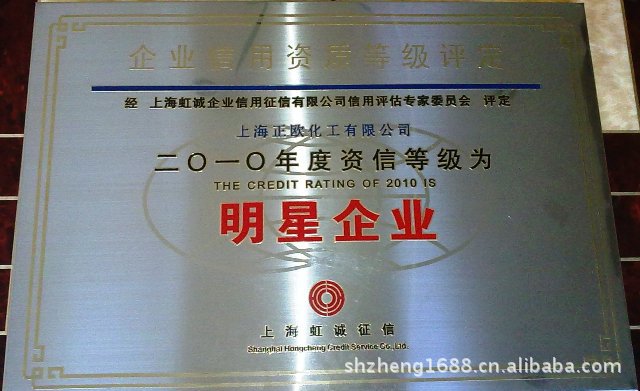 企业信用资质等级评定
经 上海虹诚企业信用征信有限公司信用评估专家委员会 评定
上海正欧化工有限公司
二〇一〇年度资信等级为
THE CREDIT RATING OF 2010 IS
明星企业
上海虹诚征信
Shanghai Hongcheng Credit Service Co.,Ltd.
shzheng1688.cn.alibaba.com